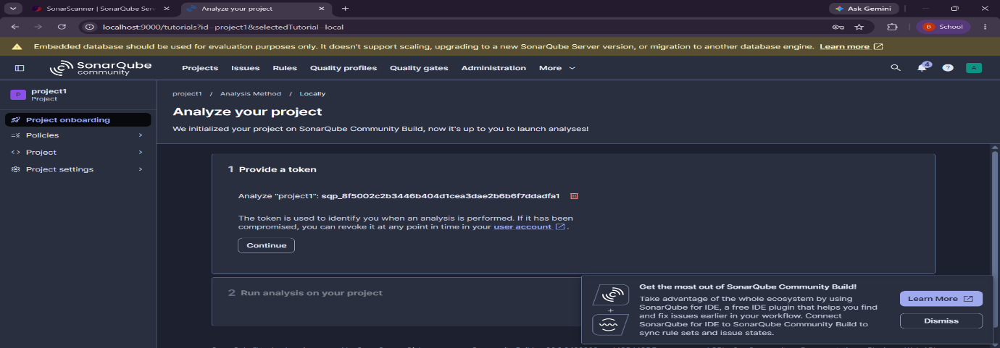 SonarScanner | SonarQube Serv
Analyze your project
Ask Gemini
localhost:9000/tutorials?id=project1&selectedTutorial=local
B School
Embedded database should be used for evaluation purposes only. It doesn't support scaling, upgrading to a new SonarQube Server version, or migration to another database engine. Learn more
SonarQube
community
Projects Issues Rules Quality profiles Quality gates Administration More
4 ? A
P project1
Project
Project onboarding
Policies
Project
Project settings
project1 / Analysis Method / Locally
Analyze your project
We initialized your project on SonarQube Community Build, now it's up to you to launch analyses!
1 Provide a token
Analyze "project1": sqp_8f5002c2b3446b404d1cea3dae2b6b6f7ddadfa1
The token is used to identify you when an analysis is performed. If it has been
compromised, you can revoke it at any point in time in your user account .
Continue
2 Run analysis on your project
Get the most out of SonarQube Community Build!
Take advantage of the whole ecosystem by using
SonarQube for IDE, a free IDE plugin that helps you find
and fix issues earlier in your workflow. Connect
SonarQube for IDE to SonarQube Community Build to
sync rule sets and issue states.
+
Learn More
Dismiss